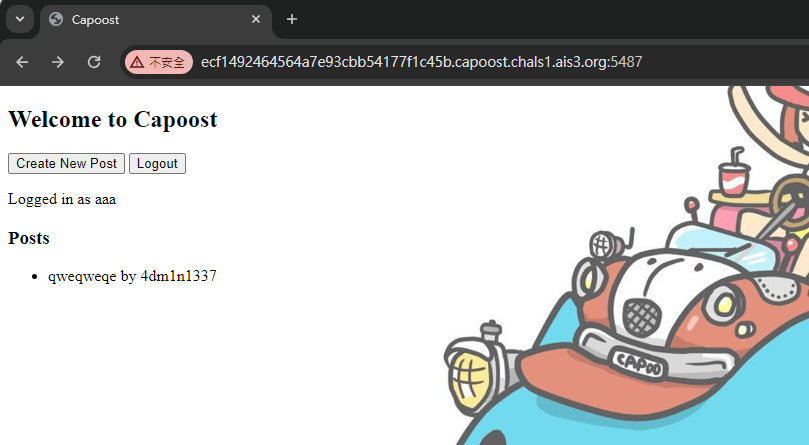 Capoost
不安全
ecf1492464564a7e93cbb54177f1c45b.capoost.chals1.ais3.org:5487
Welcome to Capoost
Create New Post
Logout
Logged in as aaa
Posts
qweqweqe by 4dm1n1337
CAPOO